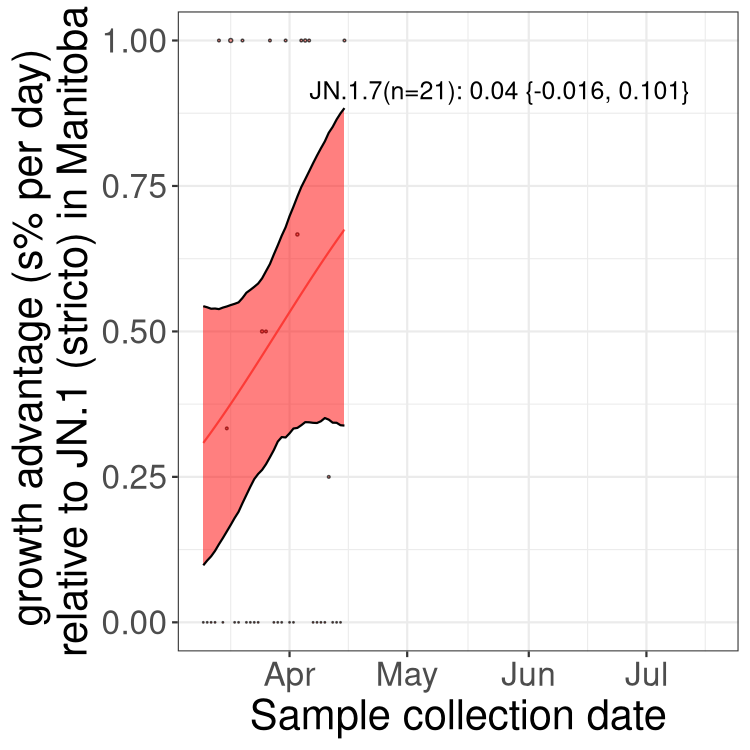 growth advantage (s% per day)
relative to JN.1 (stricto) in Manitoba
1.00
0.75
0.50
0.25
0.00
JN.1.7(n=21): 0.04 {-0.016, 0.101}
Apr May Jun Jul
Sample collection date